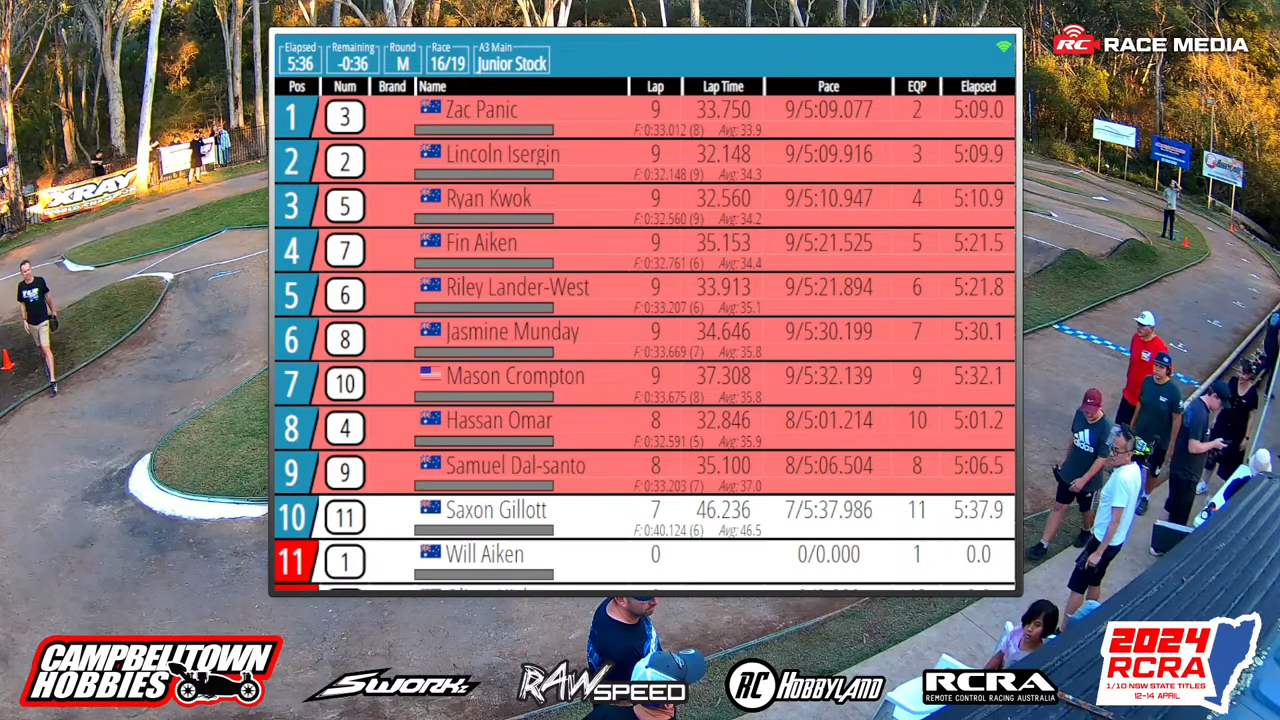 Elapsed Remaining Round Race A3 Main
5:36 -0:36 M 16/19 Junior Stock
RC RACE MEDIA
Pos Num Brand Name Lap Lap Time Pace EQP Elapsed
1 3 Zac Panic 9 33.750 9/5:09.077 2 5:09.0
F: 0:33.012 (8) Avg: 33.9
2 2 Lincoln Isergin 9 32.148 9/5:09.916 3 5:09.9
F: 0:32.148 (9) Avg: 34.3
3 5 Ryan Kwok 9 32.560 9/5:10.947 4 5:10.9
F: 0:32.560 (9) Avg: 34.2
4 7 Fin Aiken 9 35.153 9/5:21.525 5 5:21.5
F: 0:32.761 (6) Avg: 34.4
5 6 Riley Lander-West 9 33.913 9/5:21.894 6 5:21.8
F: 0:33.207 (6) Avg: 35.1
6 8 Jasmine Munday 9 34.646 9/5:30.199 7 5:30.1
F: 0:33.669 (7) Avg: 35.8
7 10 Mason Crompton 9 37.308 9/5:32.139 9 5:32.1
F: 0:33.675 (8) Avg: 35.8
8 4 Hassan Omar 8 32.846 8/5:01.214 10 5:01.2
F: 0:32.591 (5) Avg: 35.9
9 9 Samuel Dal-santo 8 35.100 8/5:06.504 8 5:06.5
F: 0:33.203 (7) Avg: 37.0
10 11 Saxon Gillott 7 46.236 7/5:37.986 11 5:37.9
F: 0:40.124 (6) Avg: 46.5
11 1 Will Aiken 0 0/0.000 1 0.0
XRAY
adidas
CAMPBELLTOWN
HOBBIES
SWORKz
RAW SPEED
RC HOBBYLAND
RCRA
REMOTE CONTROL RACING AUSTRALIA
2024
RCRA
1/10 NSW STATE TITLES
12-14 APRIL